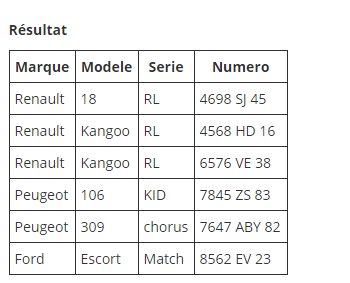 Résultat
Marque Modele Serie Numero
Renault 18 RL 4698 SJ 45
Renault Kangoo RL 4568 HD 16
Renault Kangoo RL 6576 VE 38
Peugeot 106 KID 7845 ZS 83
Peugeot 309 chorus 7647 ABY 82
Ford Escort Match 8562 EV 23